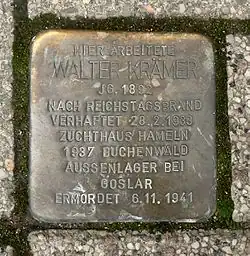 HIER ARBEITETE
WALTER KRÄMER
JG. 1892
NACH REICHSTAGSBRAND
VERHAFTET 28.2.1933
ZUCHTHAUS HAMELN
1937 BUCHENWALD
AUSSENLAGER BEI
GOSLAR
ERMORDET 6.11.1941